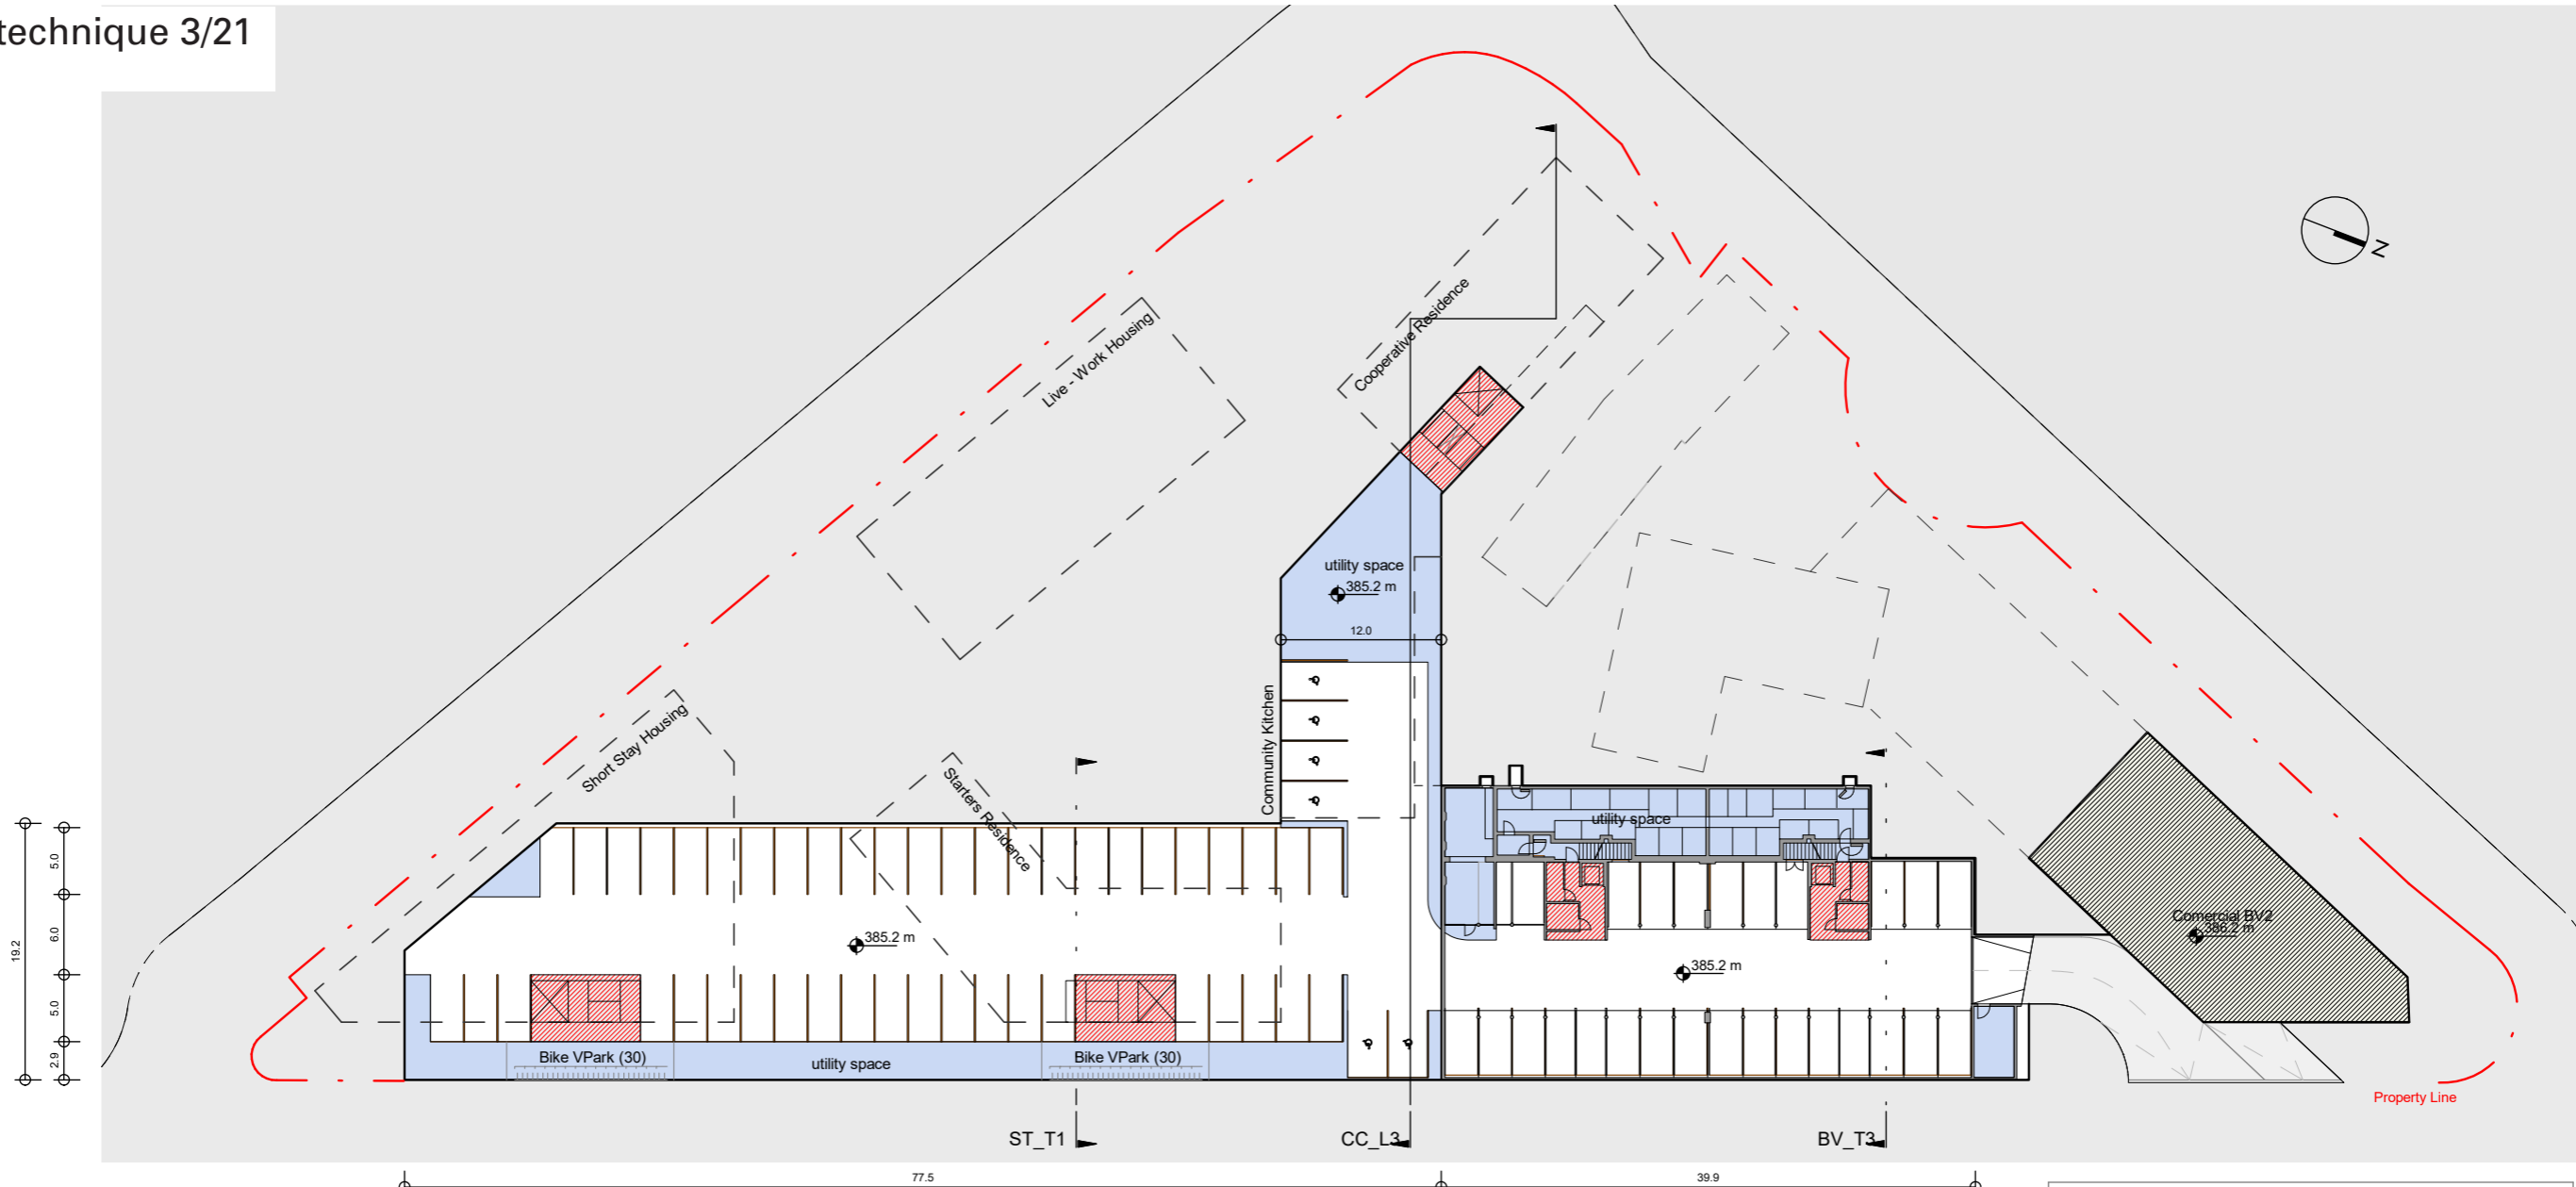 technique 3/21
N
Live - Work Housing
Cooperative Residence
utility space
385.2 m
12.0
Community Kitchen
Short Stay Housing
Starters Residence
utility space
Comercial BV2
386.2 m
385.2 m
385.2 m
19.2
5.0
6.0
5.0
2.9
Bike VPark (30)
utility space
Bike VPark (30)
Property Line
ST_T1
CC_L3
BV_T3
77.5
39.9